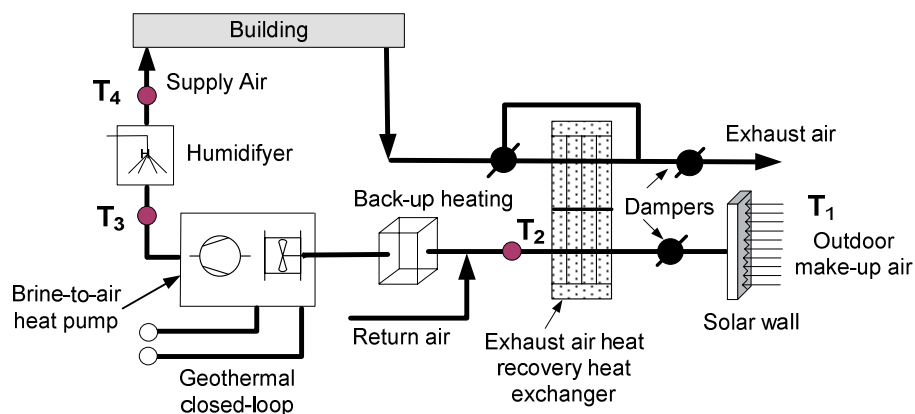 Building
T4
Supply Air
H
Humidifyer
Exhaust air
Back-up heating
Dampers
T3
T2
T1
Outdoor
make-up air
Brine-to-air
heat pump
Return air
Solar wall
Exhaust air heat
recovery heat
exchanger
Geothermal
closed-loop